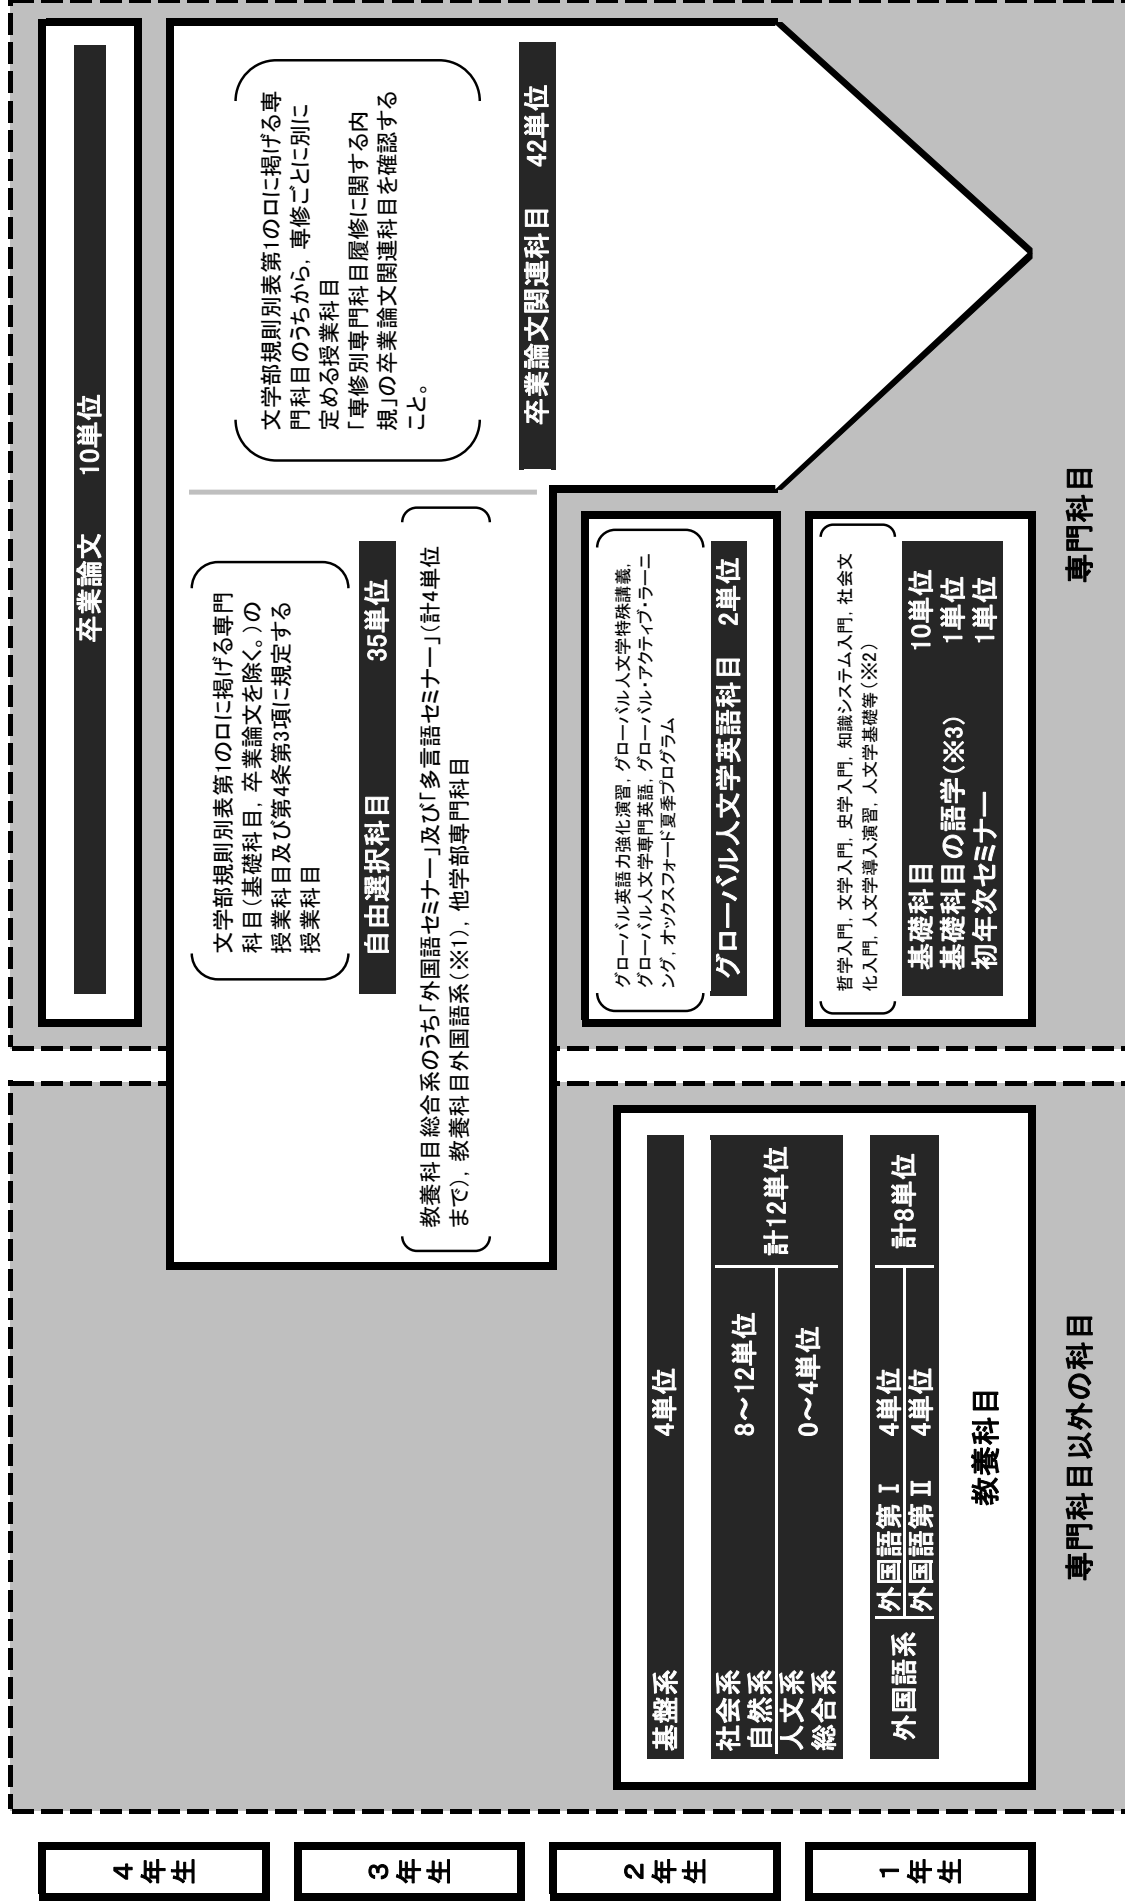 4年生
3年生
2年生
1年生
卒業論文　10単位
文学部規則別表第1のロに掲げる専門
科目（基礎科目，卒業論文を除く。）の
授業科目及び第4条第3項に規定する
授業科目
自由選択科目　35単位
教養科目総合系のうち「外国語セミナー」及び「多言語セミナー」（計4単位
まで），教養科目外国語系（※1），他学部専門科目
文学部規則別表第1のロに掲げる専
門科目のうちから，専修ごとに別に
定める授業科目
「専修別専門科目履修に関する内
規」の卒業論文関連科目を確認する
こと。
卒業論文関連科目　42単位
グローバル英語力強化演習，グローバル人文学特殊講義，
グローバル人文学専門英語，グローバル・アクティブ・ラーニ
ング，オックスフォード夏季プログラム
グローバル人文学英語科目　2単位
哲学入門，文学入門，史学入門，知識システム入門，社会文
化入門，人文学導入演習，人文学基礎等（※2）
基礎科目　10単位
基礎科目の語学（※3）　1単位
初年次セミナー　1単位
専門科目
基盤系　4単位
社会系
自然系
8～12単位
人文系
総合系
0～4単位
計12単位
外国語系
外国語第Ⅰ　4単位
外国語第Ⅱ　4単位
計8単位
教養科目
専門科目以外の科目